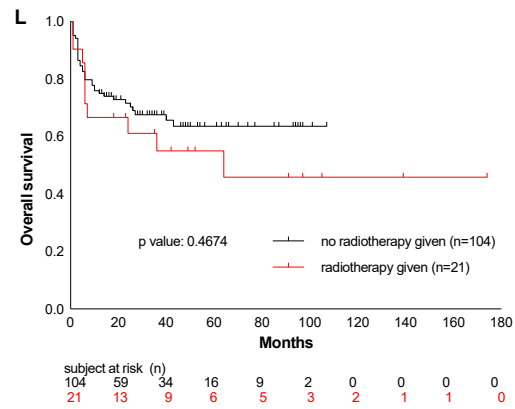 L
1.0
0.8
0.6
0.4
0.2
0.0
Overall survival
p value: 0.4674
no radiotherapy given (n=104)
radiotherapy given (n=21)
0 20 40 60 80 100 120 140 160 180
Months
subject at risk (n)
104 59 34 16 9 2 0 0 0 0
21 13 9 6 5 3 2 1 1 0